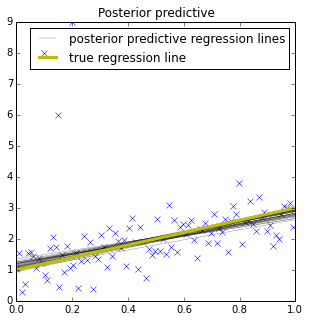 Posterior predictive
9
8
7
6
5
4
3
2
1
0
posterior predictive regression lines
true regression line
0.0 0.2 0.4 0.6 0.8 1.0